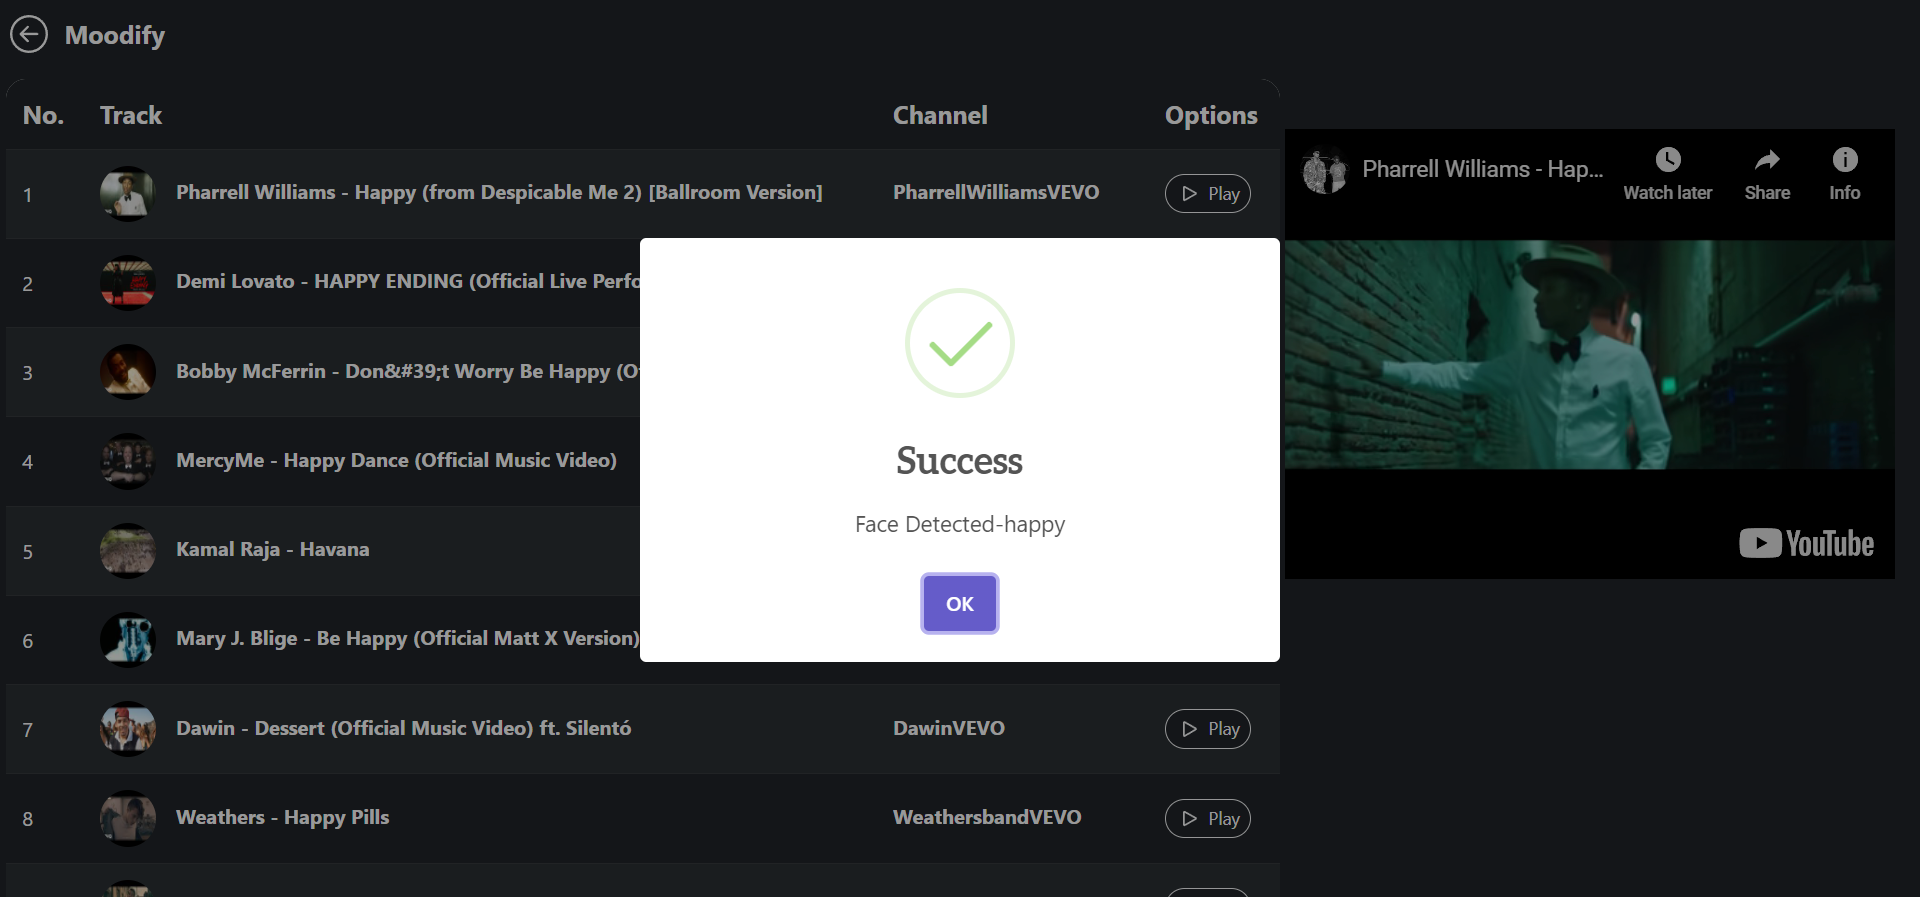 Moodify
No. Track Channel Options
1 Pharrell Williams - Happy (from Despicable Me 2) [Ballroom Version] PharrellWilliamsVEVO Play
2 Demi Lovato - HAPPY ENDING (Official Live Perfo
3 Bobby McFerrin - Don&#39;t Worry Be Happy (Of
4 MercyMe - Happy Dance (Official Music Video)
5 Kamal Raja - Havana
6 Mary J. Blige - Be Happy (Official Matt X Version)
7 Dawin - Dessert (Official Music Video) ft. Silentó DawinVEVO Play
8 Weathers - Happy Pills WeathersbandVEVO Play
Success
Face Detected-happy
OK
Pharrell Williams - Hap...
Watch later Share Info
YouTube